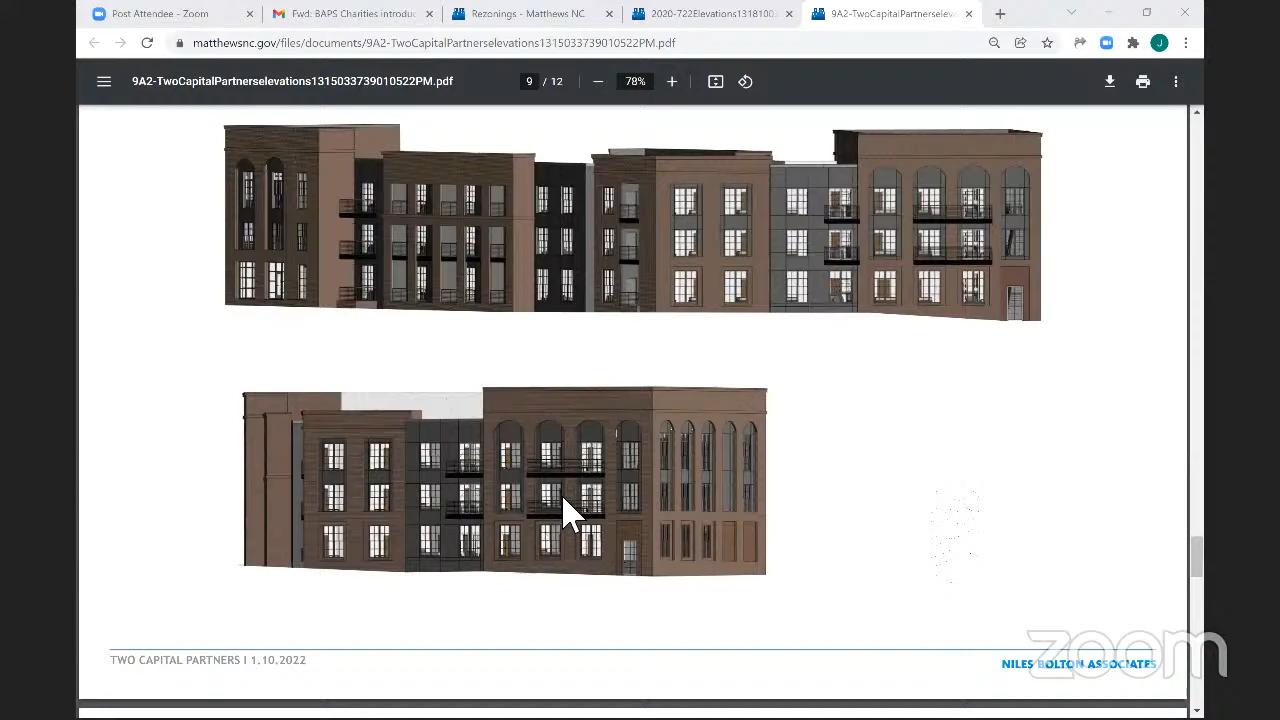 Post Attendee - Zoom
Fwd: BAPS Charities introduc
Rezonings - Matthews NC
2020-722Elevations1318100
9A2-TwoCapitalPartnerselev
matthewsnc.gov/files/documents/9A2-TwoCapitalPartnerselevations1315033739010522PM.pdf
J
9A2-TwoCapitalPartnerselevations1315033739010522PM.pdf
9 / 12
78%
TWO CAPITAL PARTNERS I 1.10.2022
NILES BOLTON ASSOCIATES
zoom